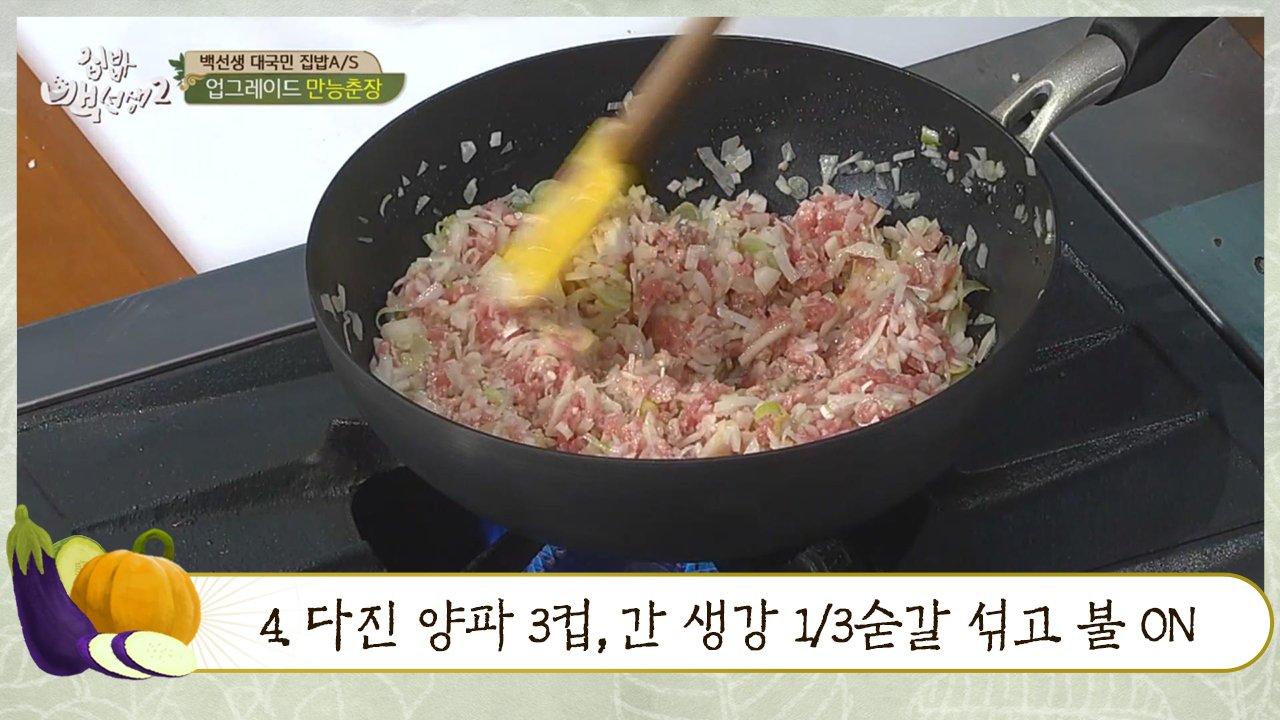 집밥
백선생2
백선생 대국민 집밥A/S
업그레이드 만능춘장
4. 다진 양파 3컵, 간 생강 1/3숟갈 섞고 불 ON